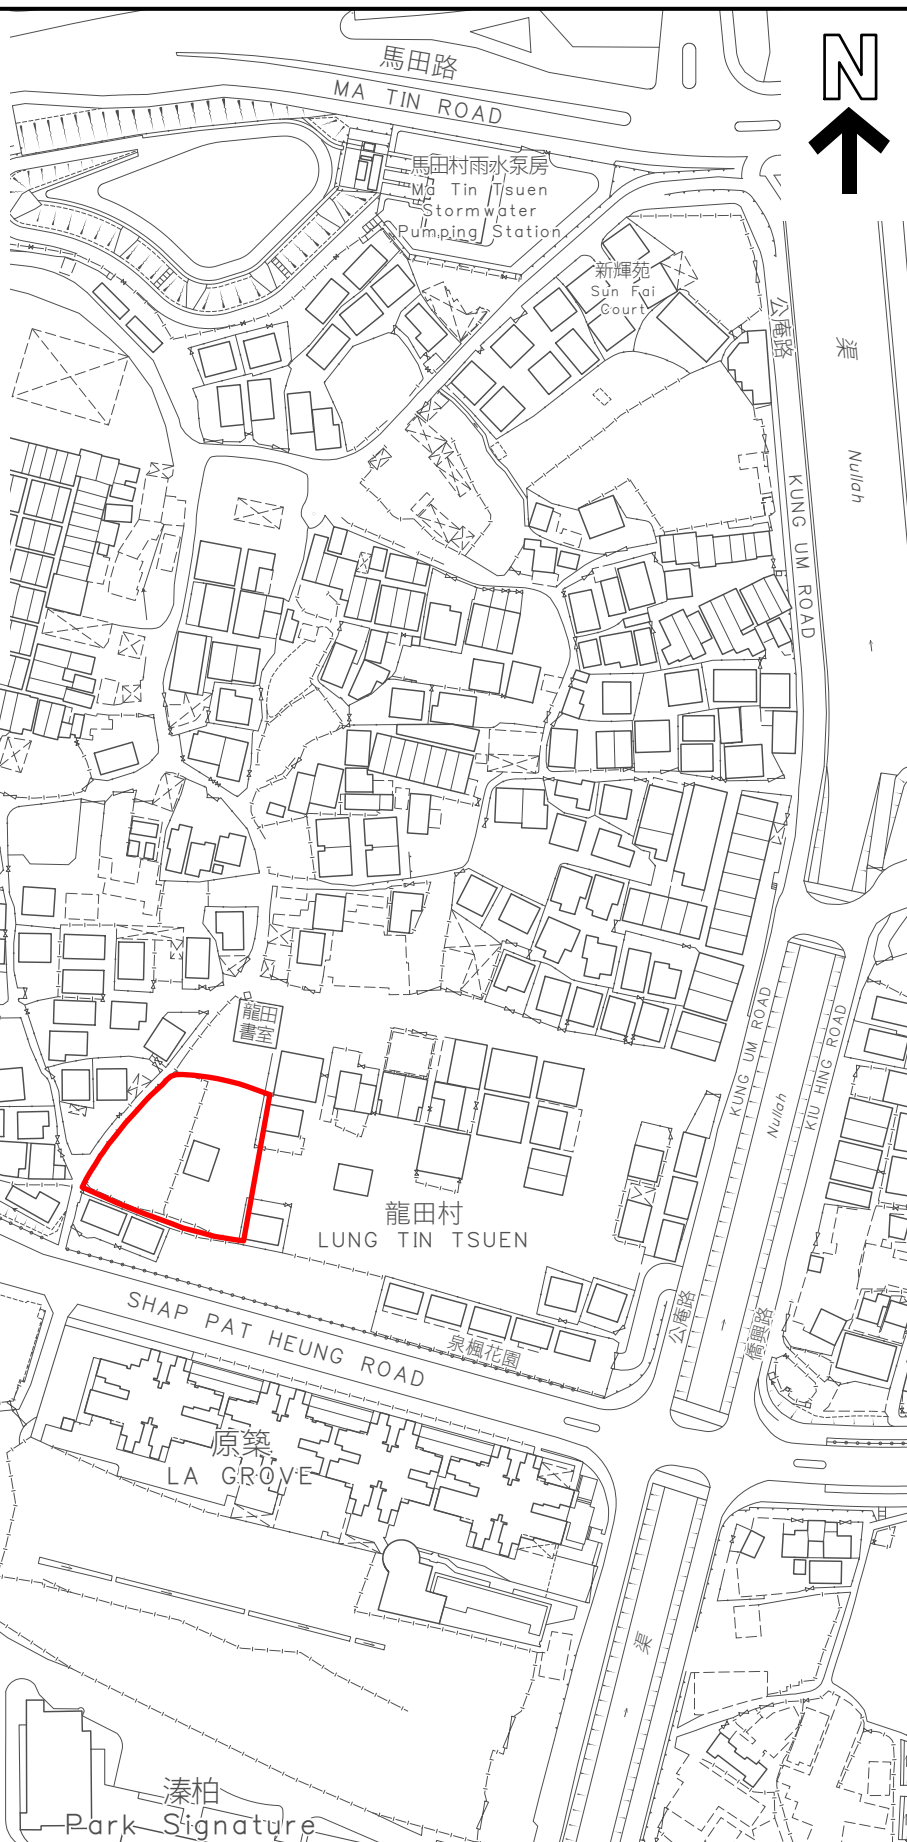 N
馬田路
MA TIN ROAD
馬田村雨水泵房
Ma Tin Tsuen
Stormwater
Pumping Station
新輝苑
Sun Fai
Court
公庵路
渠
Nullah
KUNG UM ROAD
龍田
書室
KUNG UM ROAD
Nullah
KIU HING ROAD
龍田村
LUNG TIN TSUEN
SHAP PAT HEUNG ROAD
泉楓花園
公庵路
僑興路
原築
LA GROVE
渠
溱柏
Park Signature